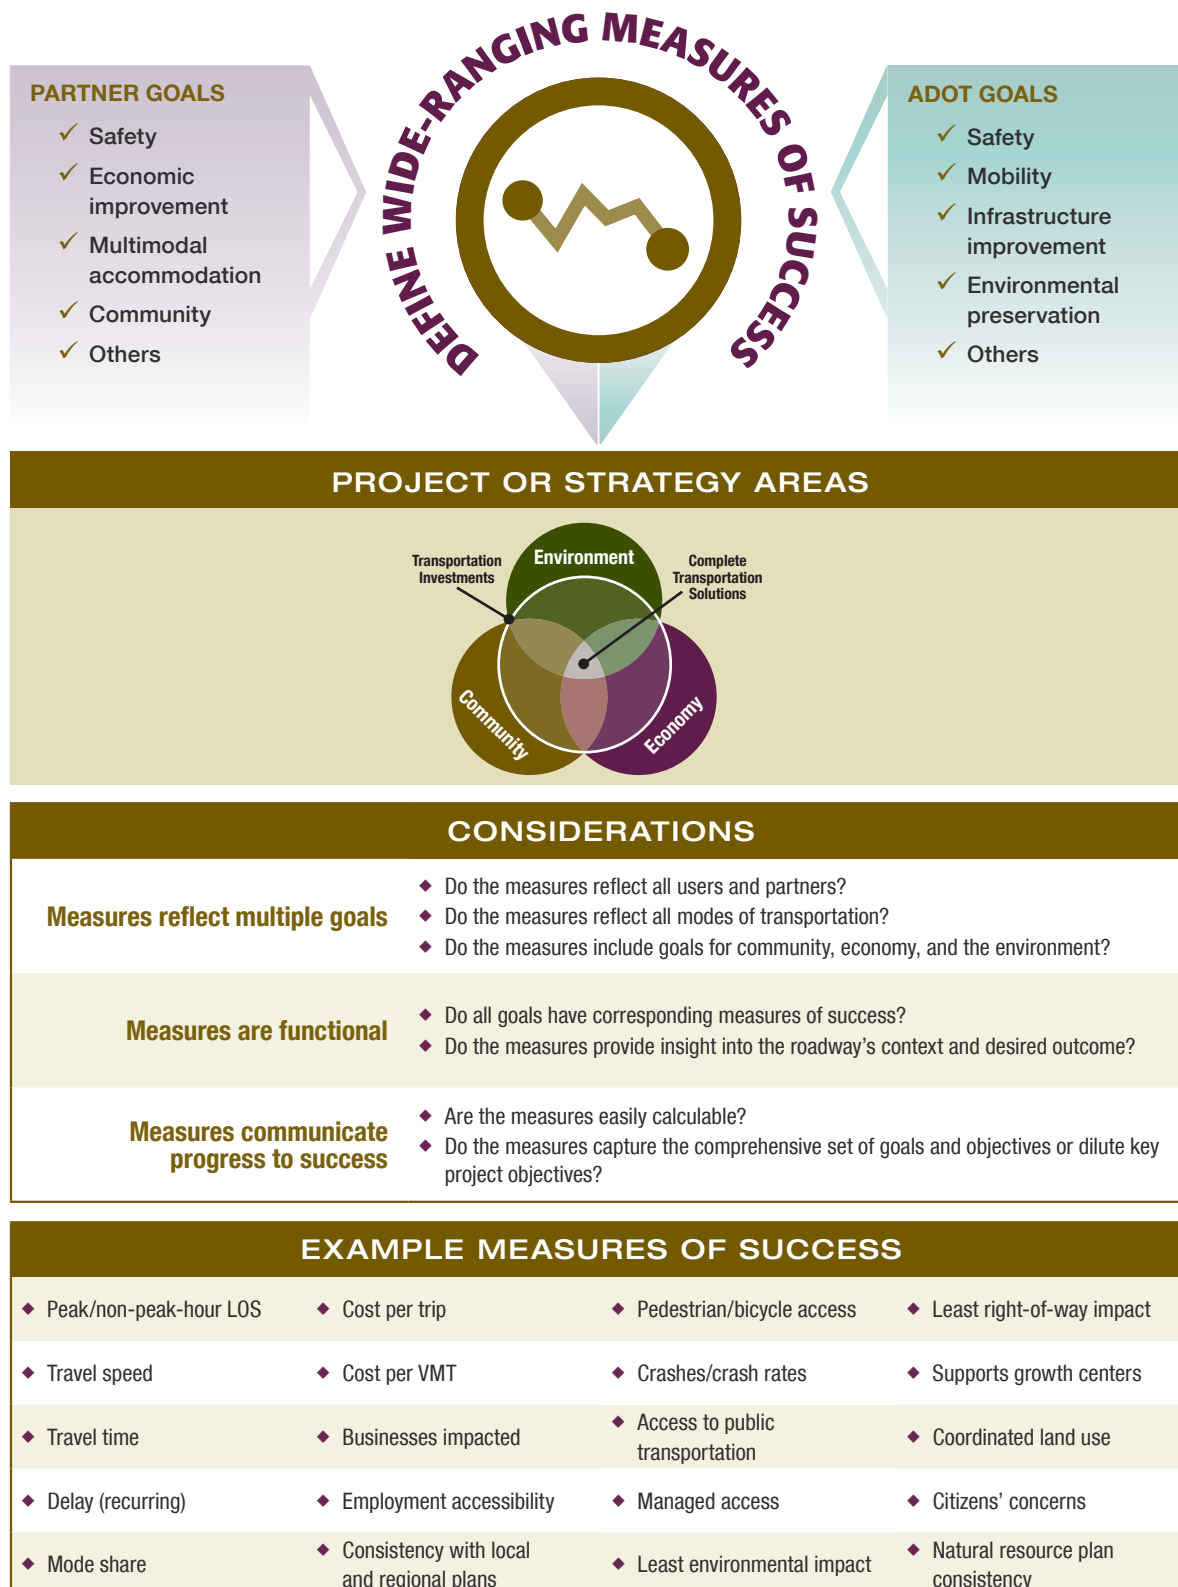 DEFINE WIDE-RANGING MEASURES OF SUCCESS
PARTNER GOALS
✓ Safety
✓ Economic
improvement
✓ Multimodal
accommodation
✓ Community
✓ Others
ADOT GOALS
✓ Safety
✓ Mobility
✓ Infrastructure
improvement
✓ Environmental
preservation
✓ Others
PROJECT OR STRATEGY AREAS
Transportation
Investments
Environment
Complete
Transportation
Solutions
Community
Economy
CONSIDERATIONS
Measures reflect multiple goals
◆ Do the measures reflect all users and partners?
◆ Do the measures reflect all modes of transportation?
◆ Do the measures include goals for community, economy, and the environment?
Measures are functional
◆ Do all goals have corresponding measures of success?
◆ Do the measures provide insight into the roadway’s context and desired outcome?
Measures communicate
progress to success
◆ Are the measures easily calculable?
◆ Do the measures capture the comprehensive set of goals and objectives or dilute key
project objectives?
EXAMPLE MEASURES OF SUCCESS
◆ Peak/non-peak-hour LOS ◆ Cost per trip ◆ Pedestrian/bicycle access ◆ Least right-of-way impact
◆ Travel speed ◆ Cost per VMT ◆ Crashes/crash rates ◆ Supports growth centers
◆ Travel time ◆ Businesses impacted ◆ Access to public
transportation ◆ Coordinated land use
◆ Delay (recurring) ◆ Employment accessibility ◆ Managed access ◆ Citizens’ concerns
◆ Mode share ◆ Consistency with local
and regional plans ◆ Least environmental impact ◆ Natural resource plan
consistency